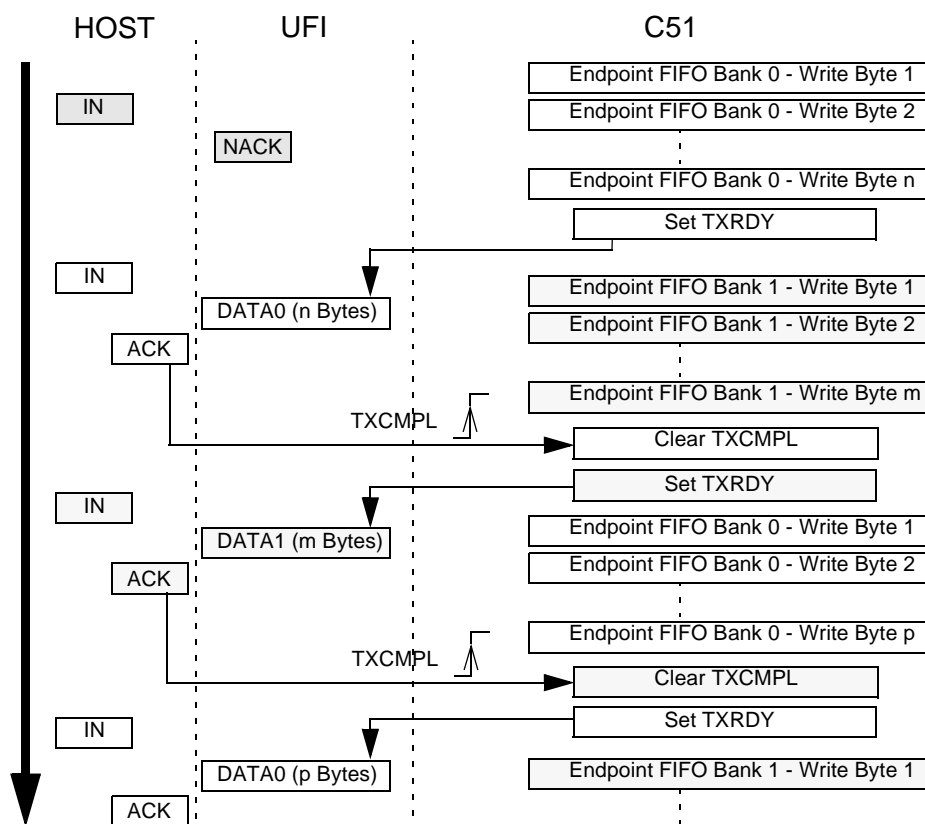 HOST UFI C51
Endpoint FIFO Bank 0 - Write Byte 1
IN
Endpoint FIFO Bank 0 - Write Byte 2
NACK
Endpoint FIFO Bank 0 - Write Byte n
Set TXRDY
IN
Endpoint FIFO Bank 1 - Write Byte 1
DATA0 (n Bytes)
Endpoint FIFO Bank 1 - Write Byte 2
ACK
Endpoint FIFO Bank 1 - Write Byte m
TXCMPL
Clear TXCMPL
Set TXRDY
IN
Endpoint FIFO Bank 0 - Write Byte 1
DATA1 (m Bytes)
Endpoint FIFO Bank 0 - Write Byte 2
ACK
Endpoint FIFO Bank 0 - Write Byte p
TXCMPL
Clear TXCMPL
Set TXRDY
IN
DATA0 (p Bytes)
Endpoint FIFO Bank 1 - Write Byte 1
ACK